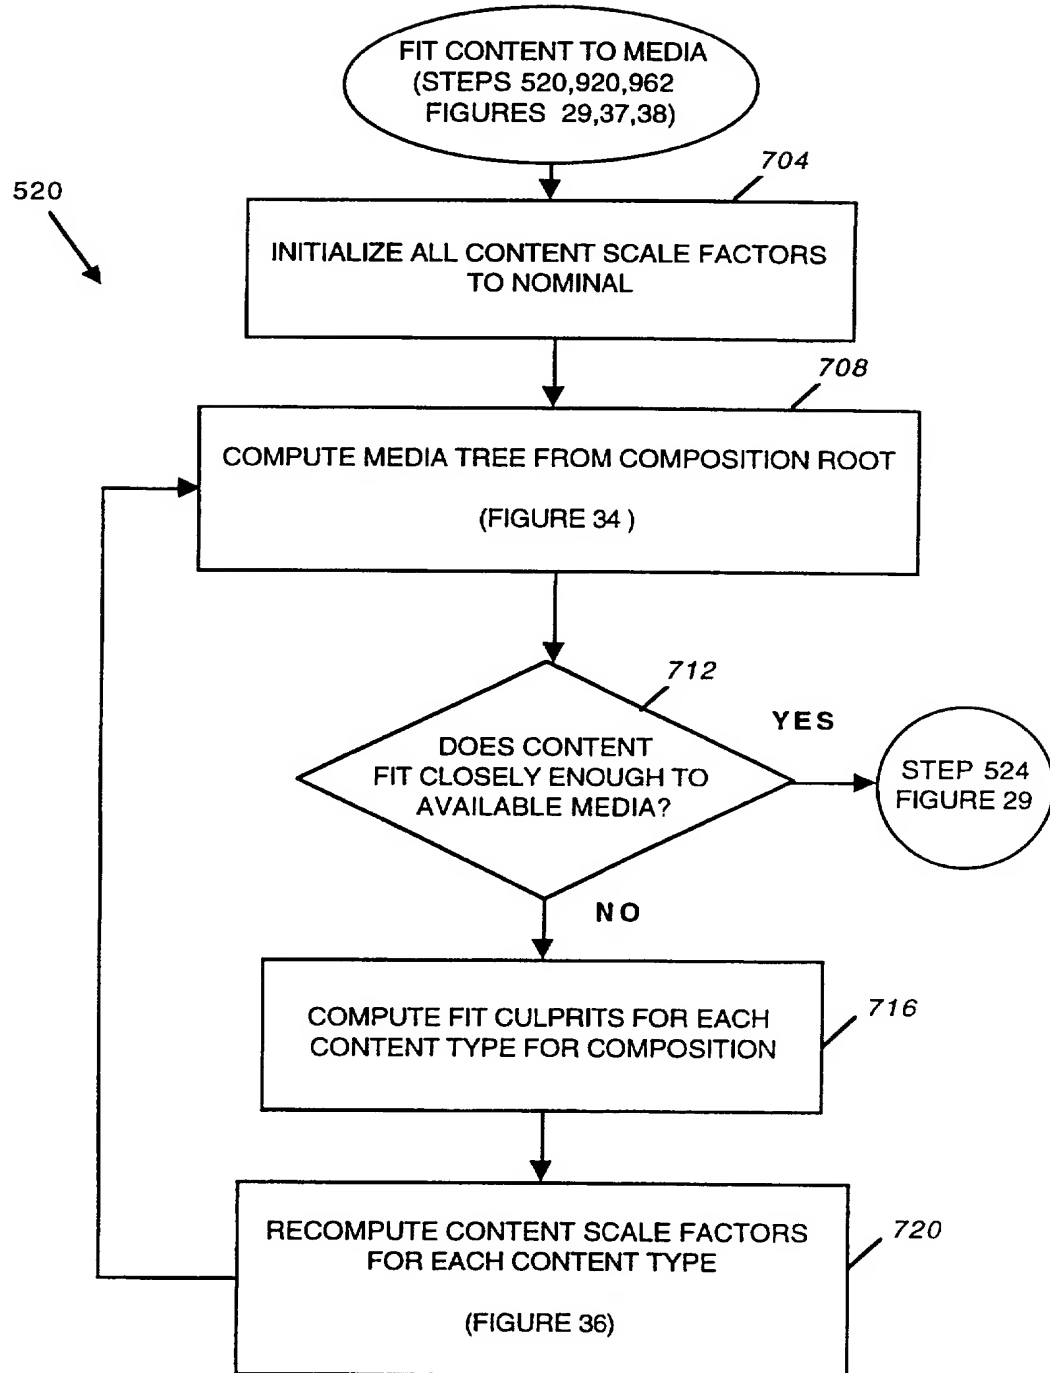 FIT CONTENT TO MEDIA
(STEPS 520,920,962
FIGURES 29,37,38)
704
520
INITIALIZE ALL CONTENT SCALE FACTORS
TO NOMINAL
708
COMPUTE MEDIA TREE FROM COMPOSITION ROOT
(FIGURE 34 )
712
YES
DOES CONTENT
FIT CLOSELY ENOUGH TO
AVAILABLE MEDIA?
STEP 524
FIGURE 29
NO
716
COMPUTE FIT CULPRITS FOR EACH
CONTENT TYPE FOR COMPOSITION
720
RECOMPUTE CONTENT SCALE FACTORS
FOR EACH CONTENT TYPE
(FIGURE 36)